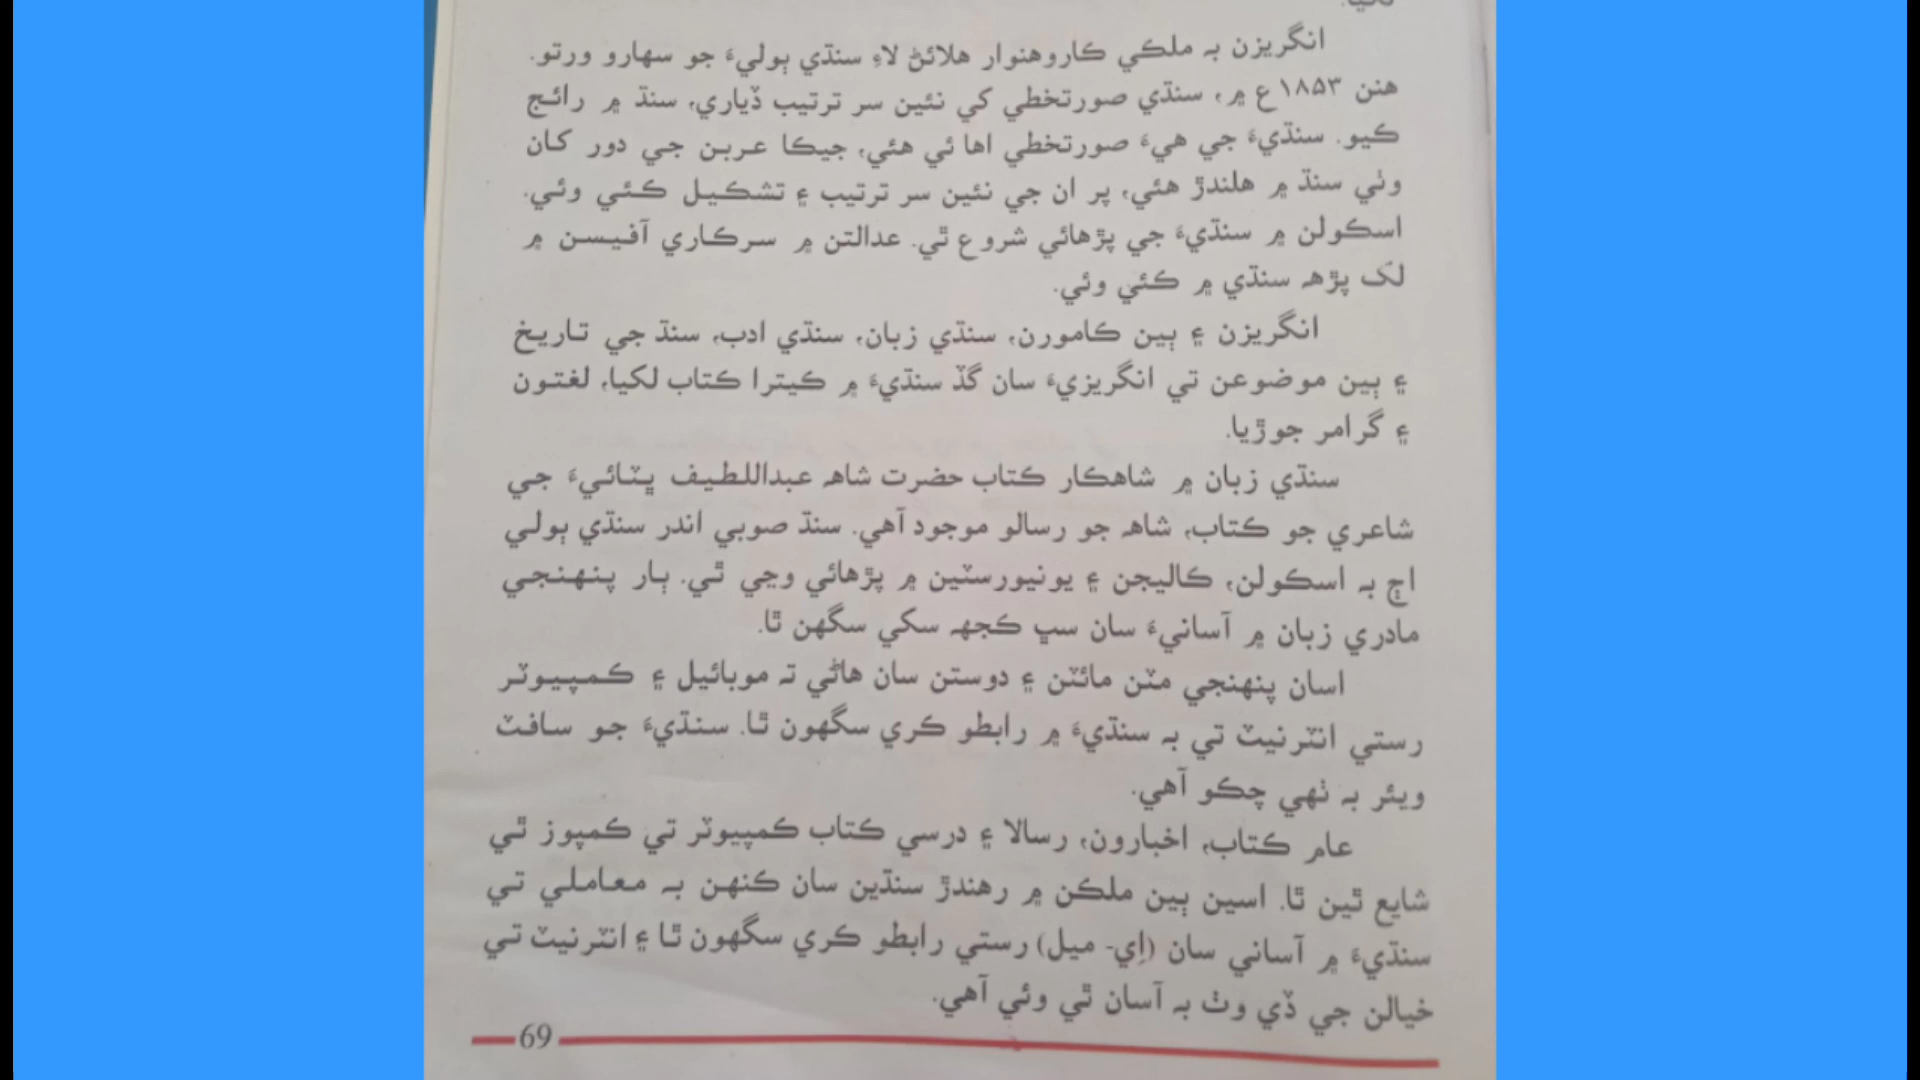 انگريزن بہ ملڪي ڪاروهنوار هلائڻ لاءِ سنڌي ٻوليءَ جو سهارو ورتو.
هنن ۱۸۵۳ع ۾، سنڌي صورتخطي کي نئين سر ترتيب ڏياري، سنڌ ۾ رائج
ڪيو. سنڌيءَ جي هيءَ صورتخطي اها ئي هئي، جيڪا عربن جي دور کان
وٺي سنڌ ۾ هلندڙ هئي، پر ان جي نئين سر ترتيب ۽ تشڪيل ڪئي وئي.
اسڪولن ۾ سنڌيءَ جي پڙهائي شروع ٿي. عدالتن ۾ سرڪاري آفيسن ۾
لک پڙهہ سنڌي ۾ ڪئي وئي.
انگريزن ۽ ٻين ڪامورن، سنڌي زبان، سنڌي ادب، سنڌ جي تاريخ
۽ ٻين موضوعن تي انگريزيءَ سان گڏ سنڌيءَ ۾ ڪيترا ڪتاب لکيا، لغتون
۽ گرامر جوڙيا.
سنڌي زبان ۾ شاهڪار ڪتاب حضرت شاهہ عبداللطيف ڀٽائيءَ جي
شاعري جو ڪتاب، شاهہ جو رسالو موجود آهي. سنڌ صوبي اندر سنڌي ٻولي
اڄ بہ اسڪولن، ڪاليجن ۽ يونيورسٽين ۾ پڙهائي وڃي ٿي. ٻار پنهنجي
مادري زبان ۾ آسانيءَ سان سڀ ڪجهہ سکي سگهن ٿا.
اسان پنهنجي مٽن مائٽن ۽ دوستن سان هاڻي تہ موبائيل ۽ ڪمپيوٽر
رستي انٽرنيٽ تي بہ سنڌيءَ ۾ رابطو ڪري سگهون ٿا. سنڌيءَ جو سافٽ
ويئر بہ ٺهي چڪو آهي.
عام ڪتاب، اخبارون، رسالا ۽ درسي ڪتاب ڪمپيوٽر تي ڪمپوز ٿي
شايع ٿين ٿا. اسين ٻين ملڪن ۾ رهندڙ سنڌين سان ڪنهن بہ معاملي تي
سنڌيءَ ۾ آساني سان (اِي- ميل) رستي رابطو ڪري سگهون ٿا ۽ انٽرنيٽ تي
خيالن جي ڏي وٺ بہ آسان ٿي وئي آهي.
69